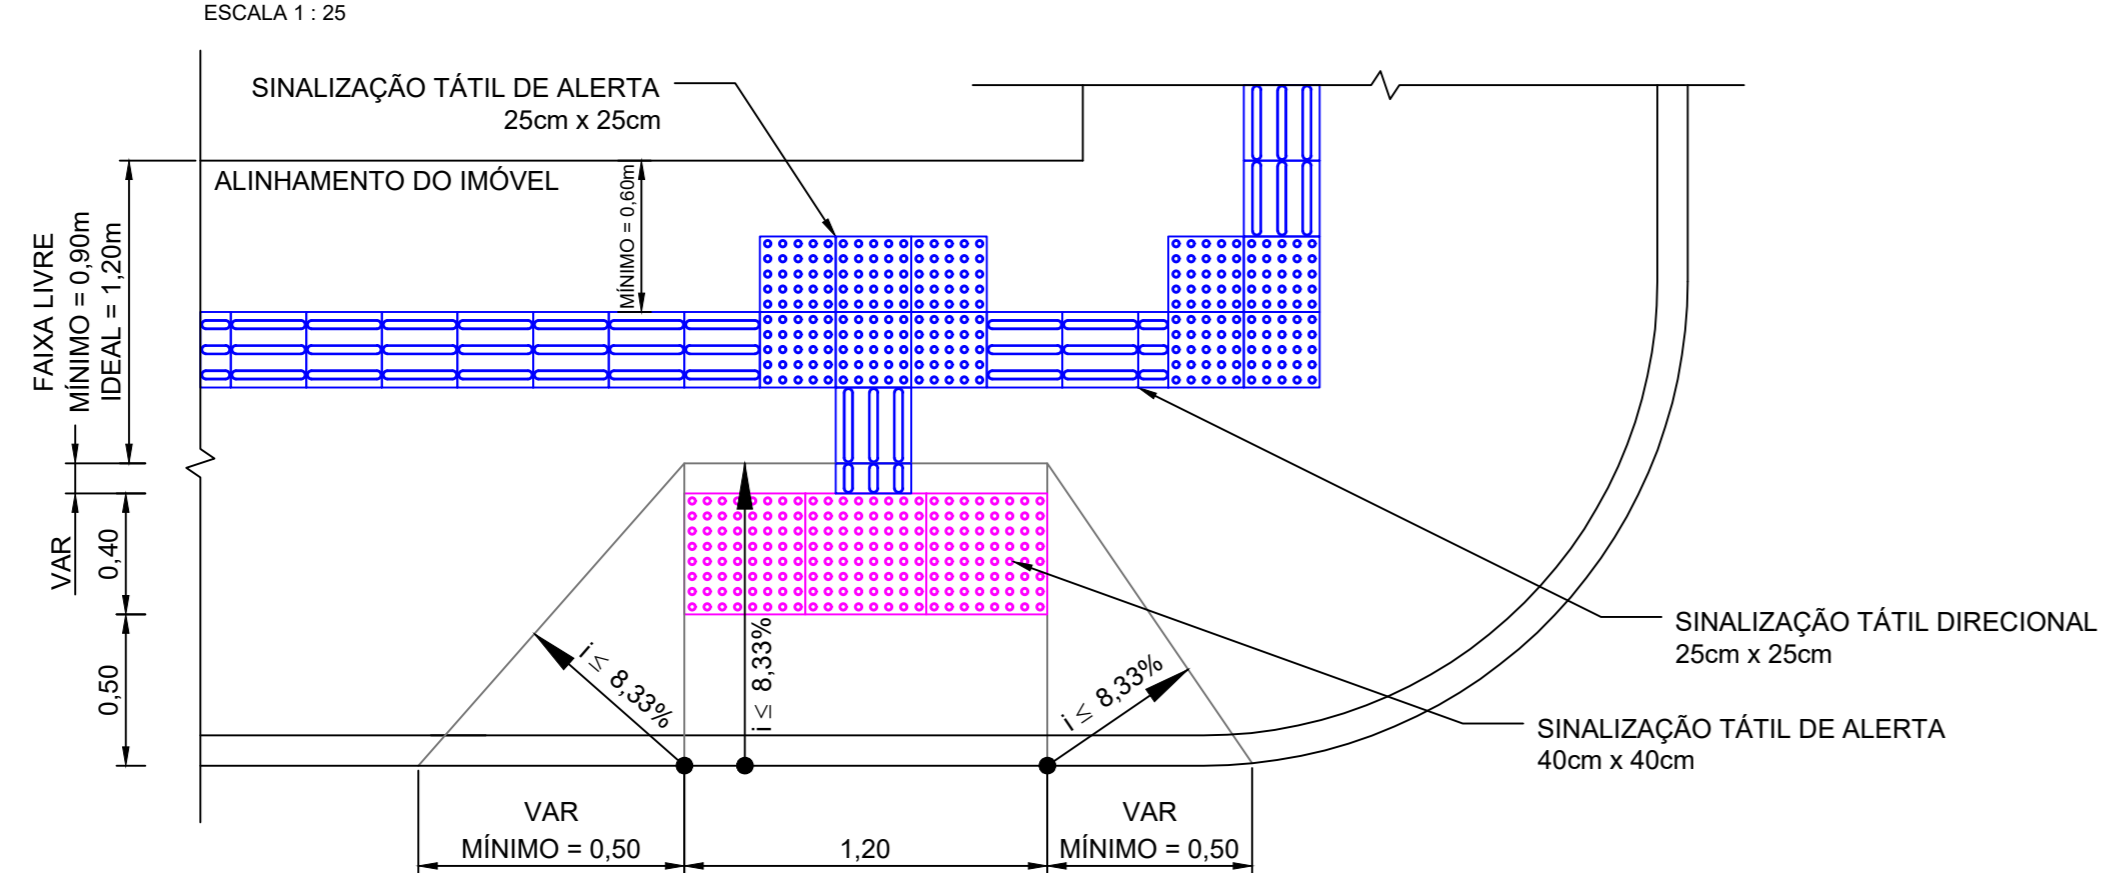 ESCALA 1 : 25
SINALIZAÇÃO TÁTIL DE ALERTA
25cm x 25cm
ALINHAMENTO DO IMÓVEL
MÍNIMO = 0,60m
FAIXA LIVRE
MÍNIMO = 0,90m
IDEAL = 1,20m
VAR
0,40
0,50
i ≤ 8,33%
i ≤ 8,33%
i ≤ 8,33%
SINALIZAÇÃO TÁTIL DIRECIONAL
25cm x 25cm
SINALIZAÇÃO TÁTIL DE ALERTA
40cm x 40cm
VAR
MÍNIMO = 0,50
1,20
VAR
MÍNIMO = 0,50